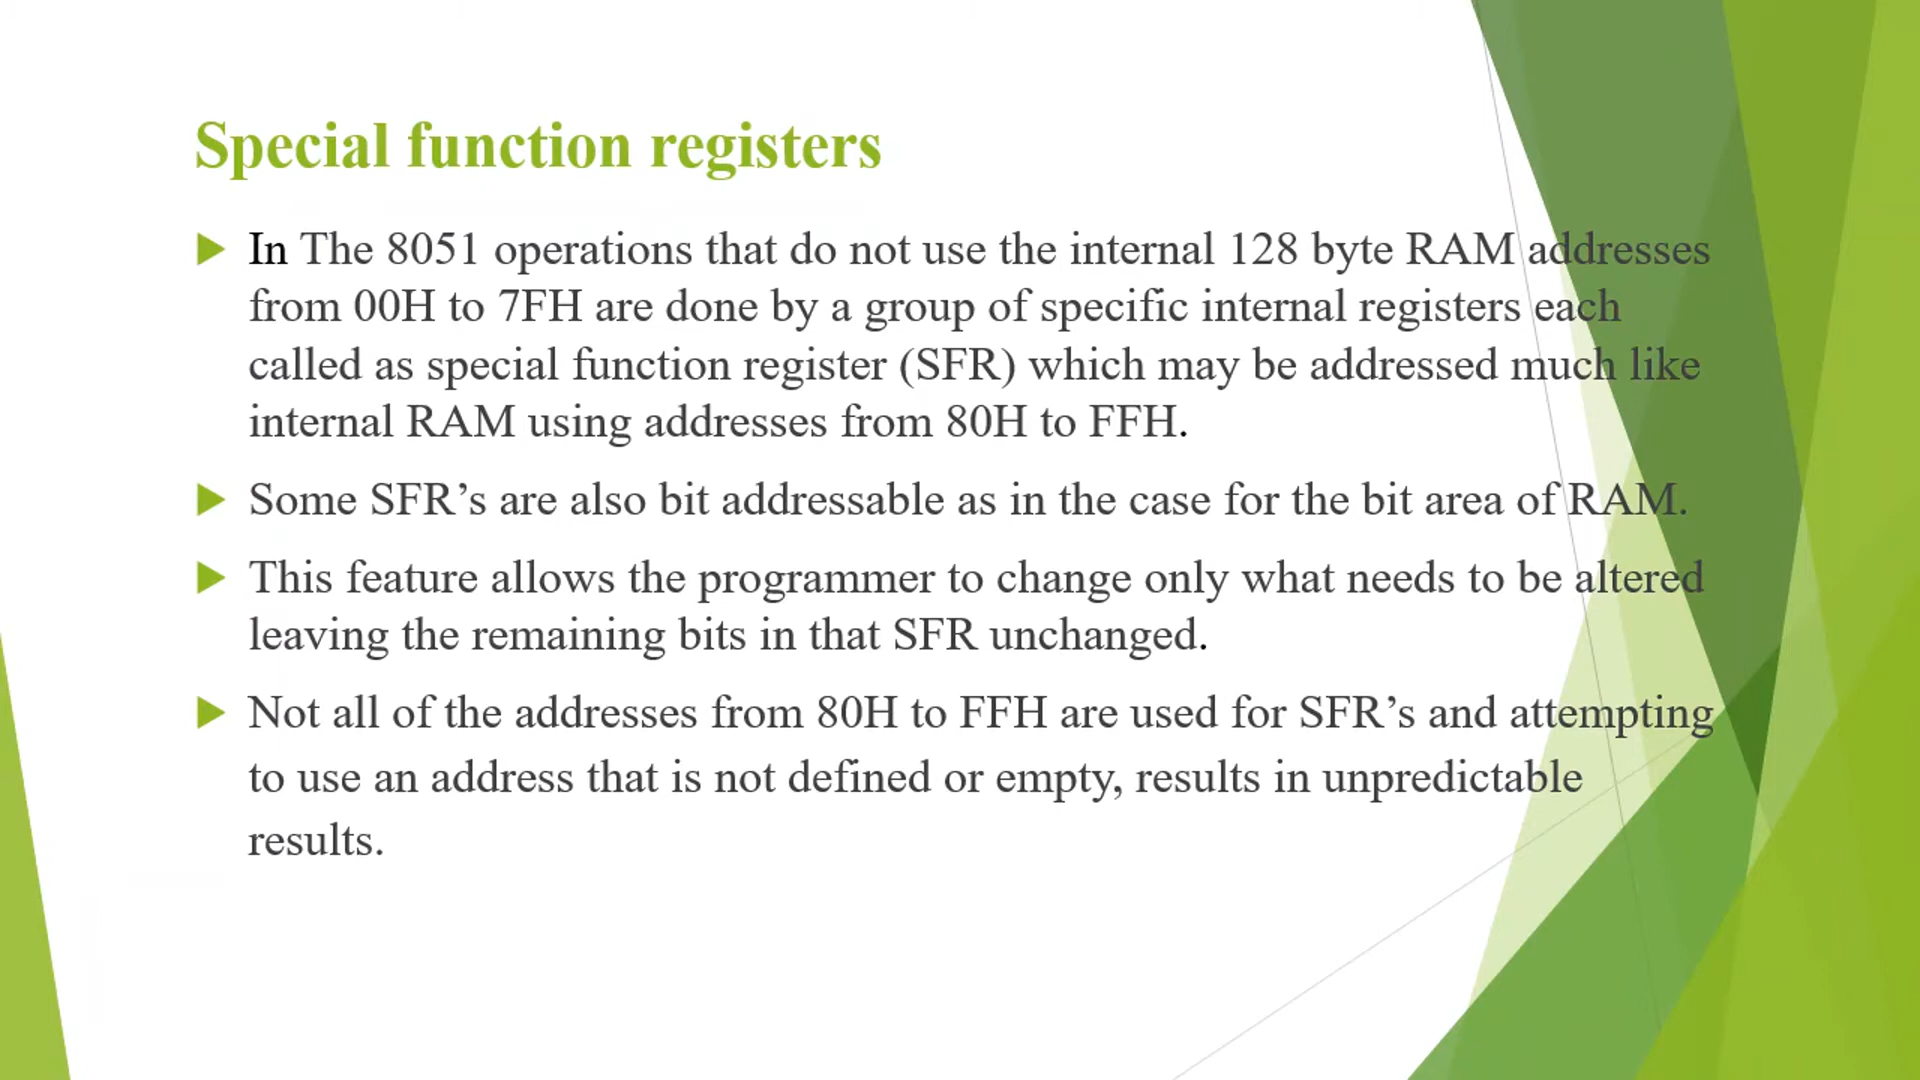 Special function registers
In The 8051 operations that do not use the internal 128 byte RAM addresses
from 00H to 7FH are done by a group of specific internal registers each
called as special function register (SFR) which may be addressed much like
internal RAM using addresses from 80H to FFH.
Some SFR’s are also bit addressable as in the case for the bit area of RAM.
This feature allows the programmer to change only what needs to be altered
leaving the remaining bits in that SFR unchanged.
Not all of the addresses from 80H to FFH are used for SFR’s and attempting
to use an address that is not defined or empty, results in unpredictable
results.